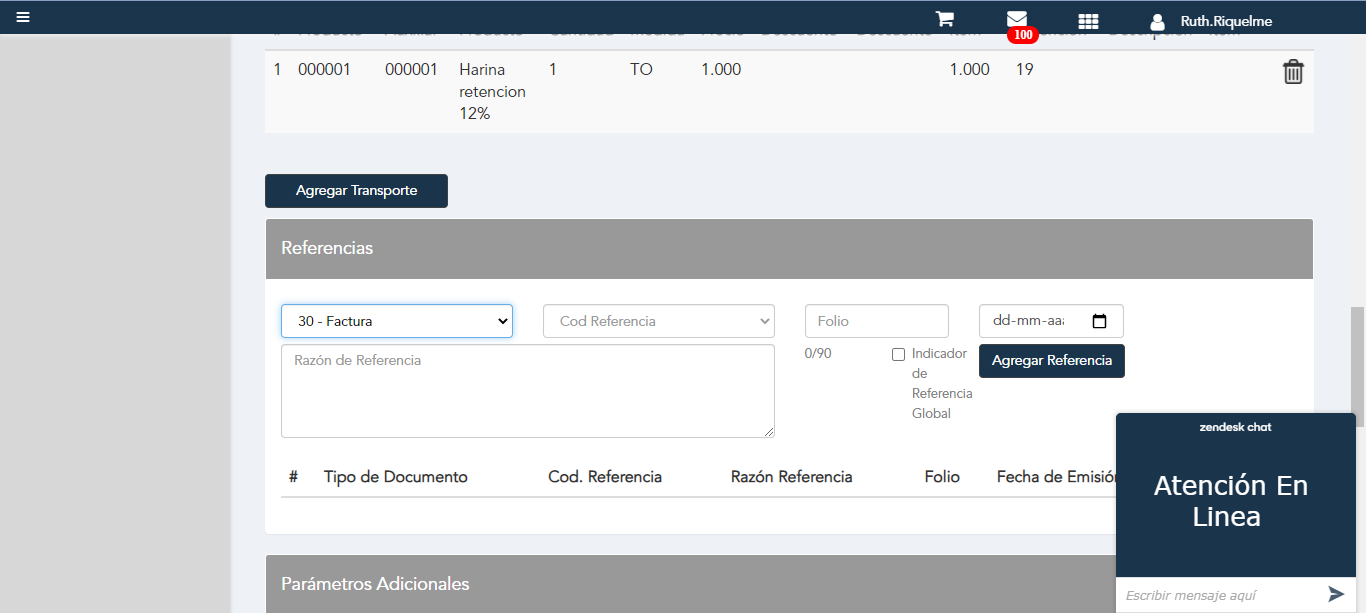 Ruth.Riquelme
100
1 000001 000001 Harina 1 TO 1.000 1.000 19
retencion
12%
Agregar Transporte
Referencias
30 - Factura Cod Referencia Folio dd-mm-aaa
Razón de Referencia 0/90 Indicador Agregar Referencia
de
Referencia
Global
zendesk chat
# Tipo de Documento Cod. Referencia Razón Referencia Folio Fecha de Emisión
Atención En
Linea
Parámetros Adicionales
Escribir mensaje aquí